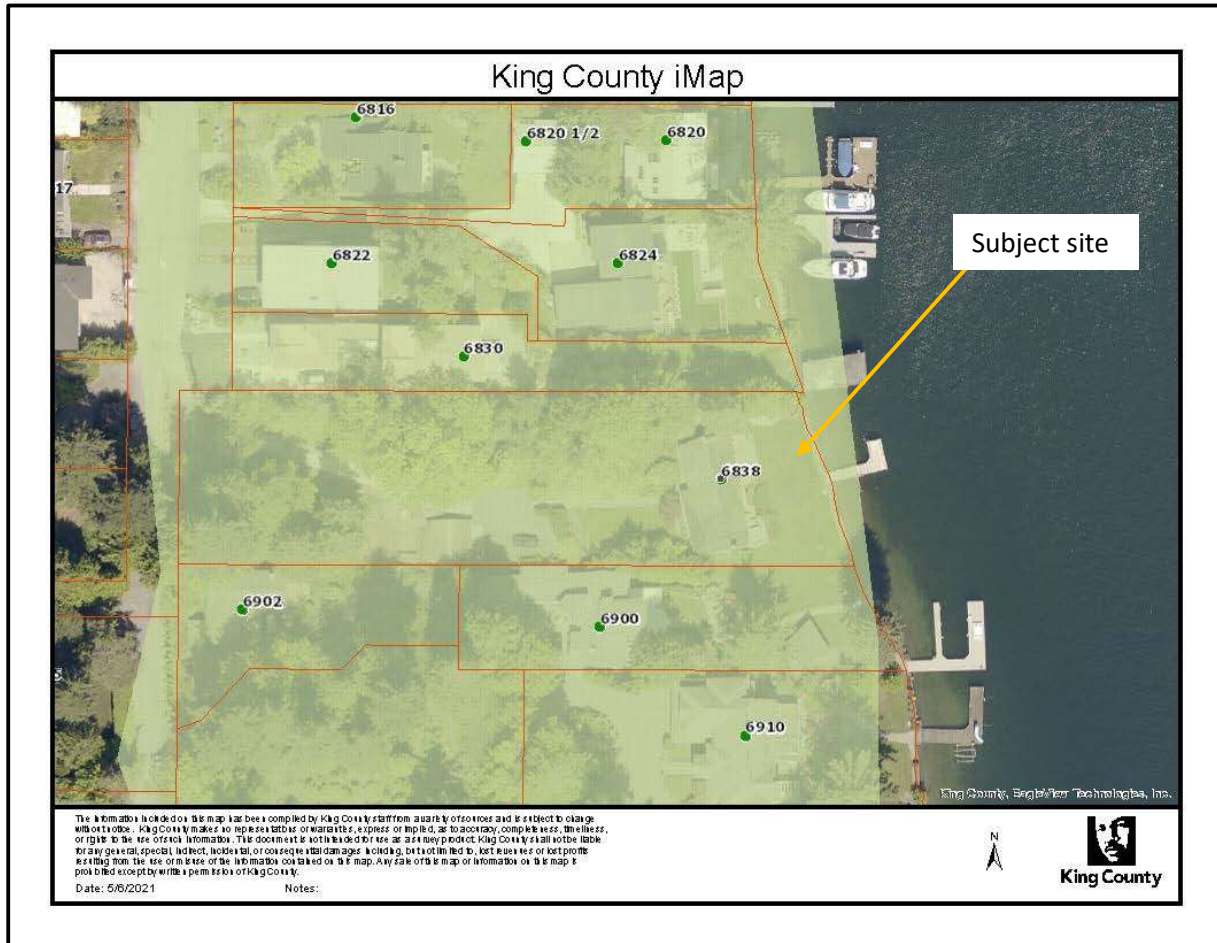 King County iMap
6816
6820 1/2
6820
17
Subject site
6822
6824
6830
6838
6902
6900
6910
King County, EagleView Technologies, Inc.
The information included on this map has been compiled by King County staff from a variety of sources and is subject to change
without notice. King County makes no representations or warranties, express or implied, as to accuracy, completeness, timeliness,
or rights to the use of such information. This document is not intended for use as a survey product. King County shall not be liable
for any general, special, indirect, incidental, or consequential damages including, but not limited to, lost revenues or lost profits
resulting from the use or misuse of the information contained on this map. Any sale of this map or information on this map is
prohibited except by written permission of King County.
Date: 5/6/2021 Notes:
N
King County